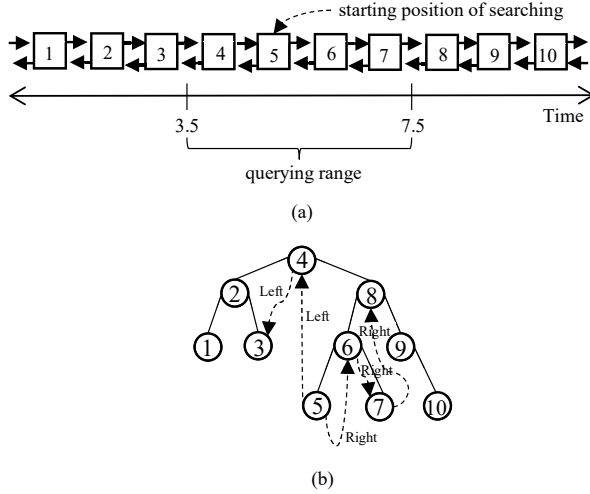 starting position of searching
1 2 3 4 5 6 7 8 9 10
Time
3.5 7.5
querying range
(a)
4
2 Left Left 8
Right
1 3 6 9
Right
5 7 10
Right
(b)